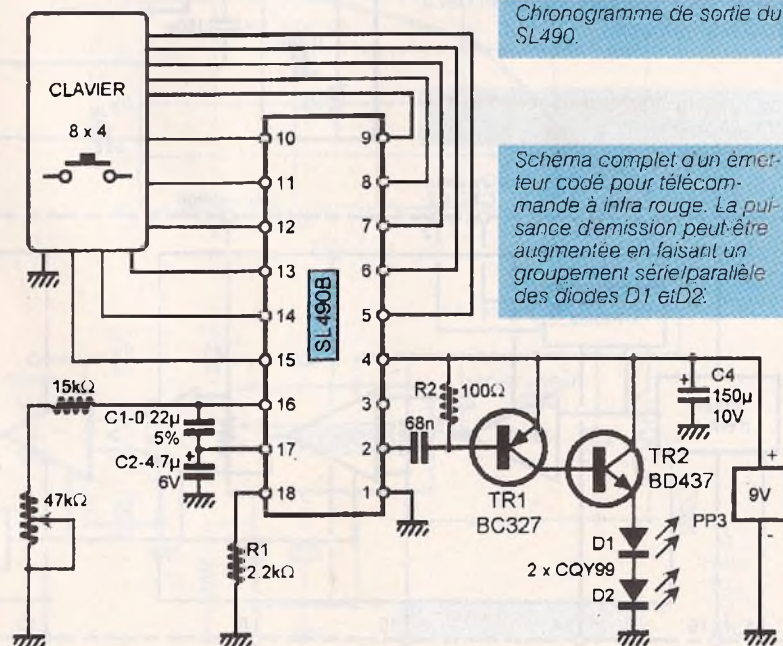 Chronogramme de sortie du
SL490.
Schéma complet d'un émet-
teur codé pour télécom-
mande à infra rouge. La puis-
sance d'émission peut être
augmentée en faisant un
groupement série/parallèle
des diodes D1 et D2.
CLAVIER
8 x 4
10
11
12
13
14
15
16
17
18
9
8
7
6
5
4
3
2
1
SL490B
15kΩ
C1-0.22µ
5%
C2-4.7µ
6V
47kΩ
R1
2.2kΩ
R2
100Ω
68n
TR1
BC327
TR2
BD437
D1
2 x CQY99
D2
C4
150µ
10V
+
9V
PP3
-